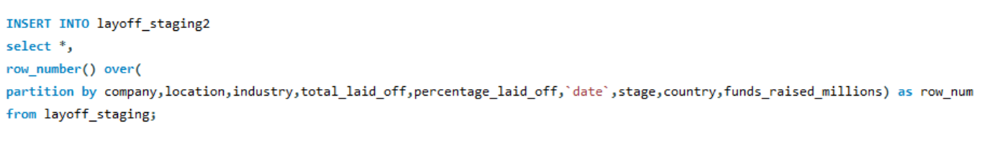 INSERT INTO layoff_staging2
select *,
row_number() over(
partition by company,location,industry,total_laid_off,percentage_laid_off,`date`,stage,country,funds_raised_millions) as row_num
from layoff_staging;